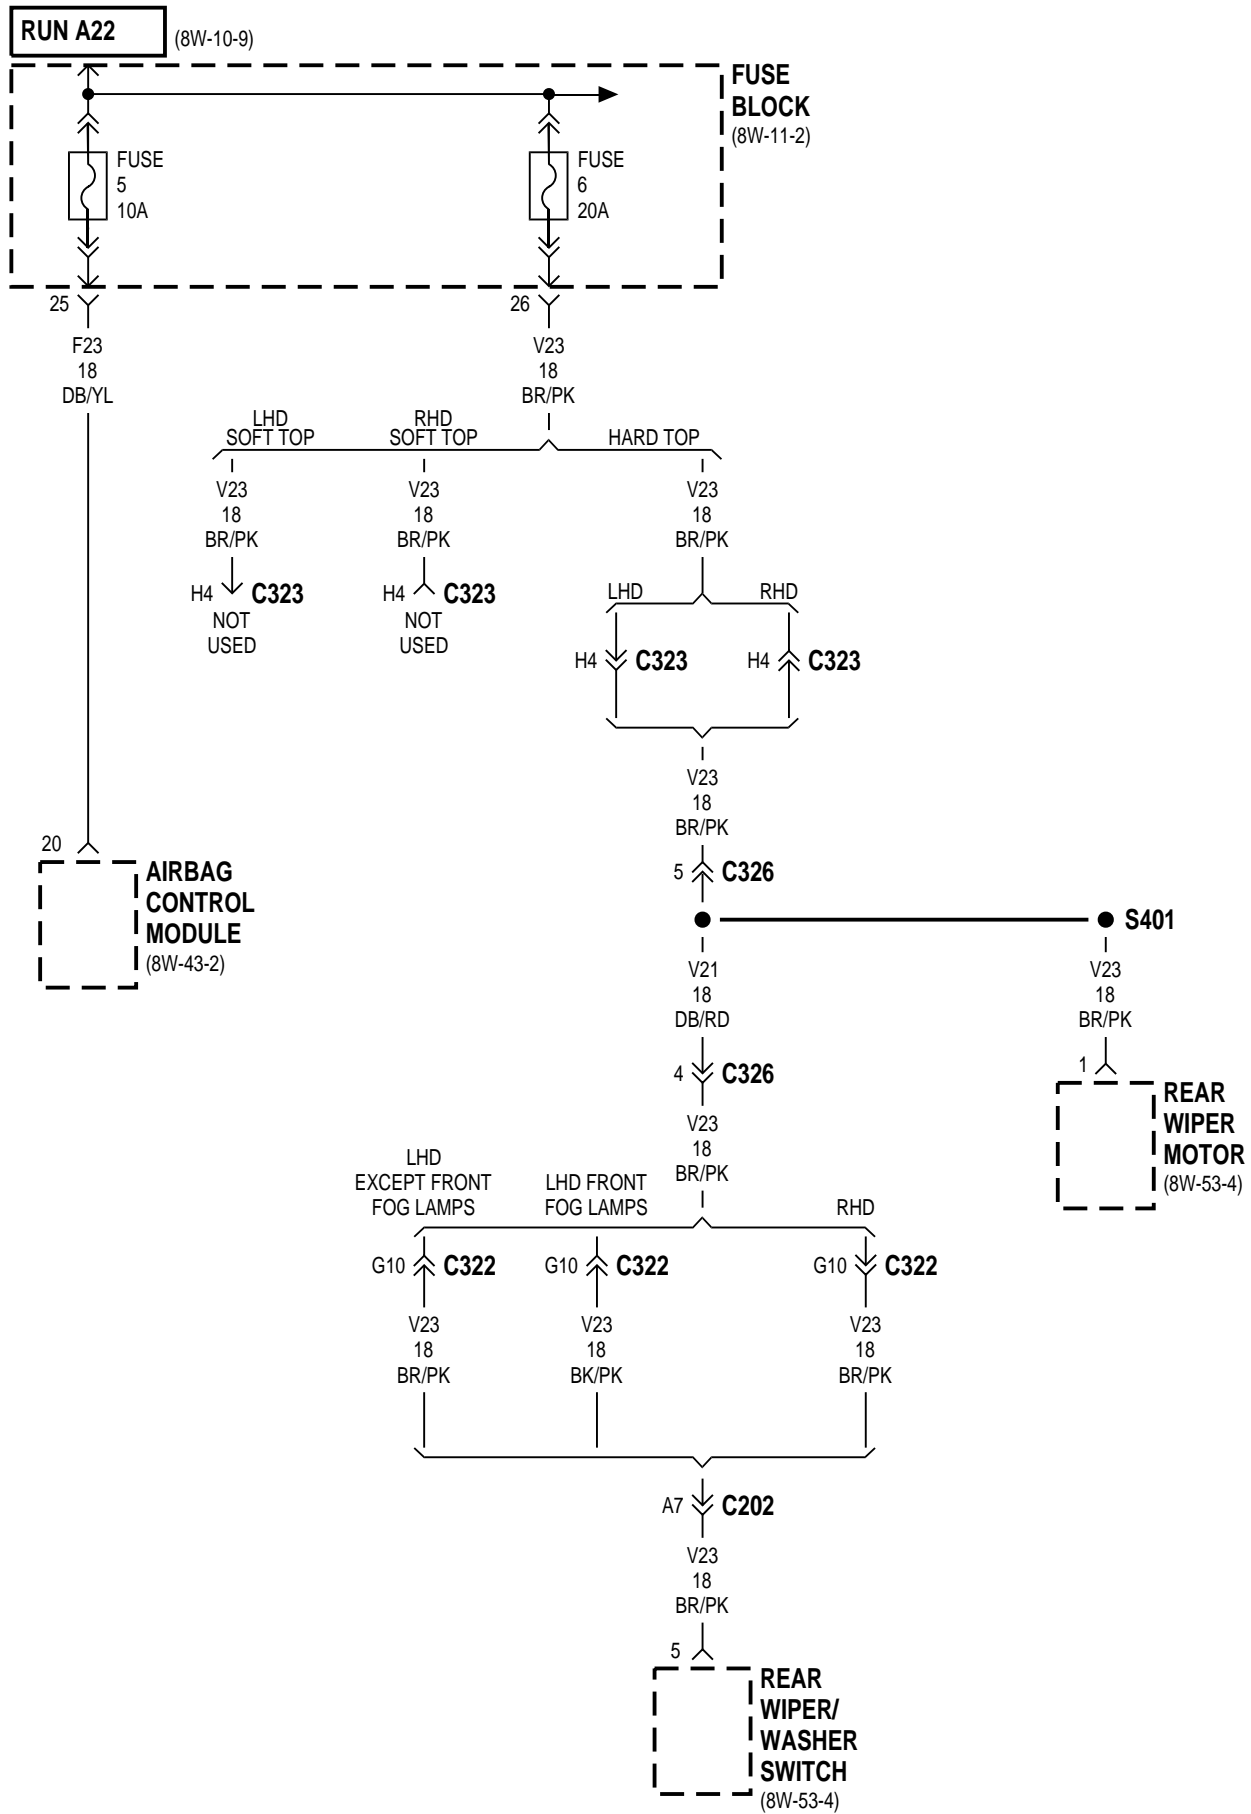 RUN A22
(8W-10-9)
FUSE
BLOCK
(8W-11-2)
FUSE
5
10A
FUSE
6
20A
25
26
F23
18
DB/YL
V23
18
BR/PK
LHD
SOFT TOP
RHD
SOFT TOP
HARD TOP
V23
18
BR/PK
V23
18
BR/PK
V23
18
BR/PK
H4
C323
NOT
USED
H4
C323
NOT
USED
LHD
RHD
H4
C323
H4
C323
V23
18
BR/PK
20
AIRBAG
CONTROL
MODULE
(8W-43-2)
5
C326
S401
V21
18
DB/RD
V23
18
BR/PK
4
C326
1
REAR
WIPER
MOTOR
(8W-53-4)
V23
18
BR/PK
LHD
EXCEPT FRONT
FOG LAMPS
LHD FRONT
FOG LAMPS
RHD
G10
C322
G10
C322
G10
C322
V23
18
BR/PK
V23
18
BK/PK
V23
18
BR/PK
A7
C202
V23
18
BR/PK
5
REAR
WIPER/
WASHER
SWITCH
(8W-53-4)